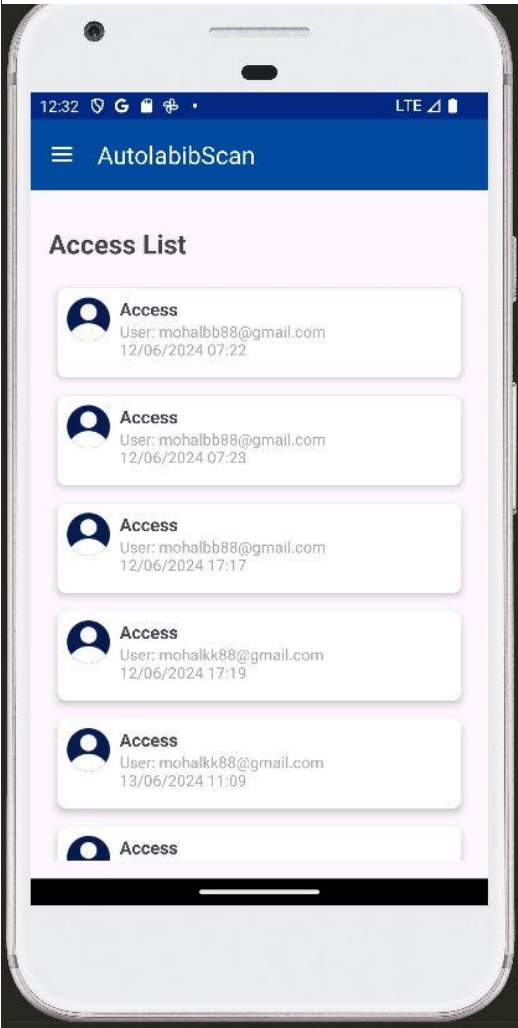 12:32
LTE
AutolabibScan
Access List
Access
User: mohalbb88@gmail.com
12/06/2024 07:22
Access
User: mohalbb88@gmail.com
12/06/2024 07:23
Access
User: mohalbb88@gmail.com
12/06/2024 17:17
Access
User: mohalkk88@gmail.com
12/06/2024 17:19
Access
User: mohalkk88@gmail.com
13/06/2024 11:09
Access